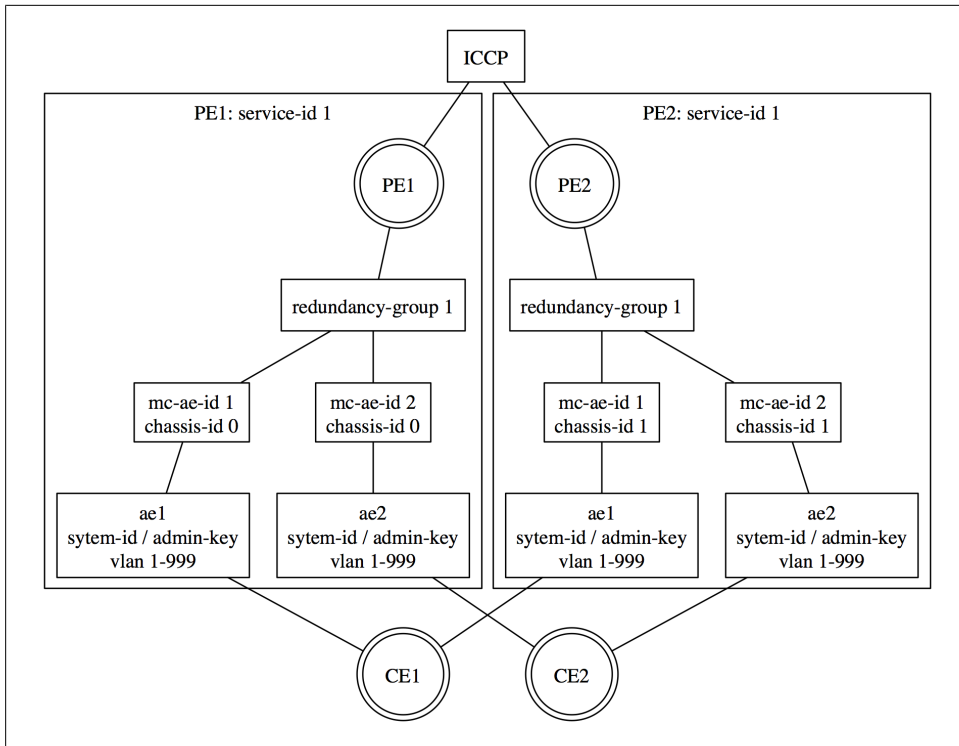 ICCP
PE1: service-id 1
PE2: service-id 1
PE1
PE2
redundancy-group 1
redundancy-group 1
mc-ae-id 1
chassis-id 0
mc-ae-id 2
chassis-id 0
mc-ae-id 1
chassis-id 1
mc-ae-id 2
chassis-id 1
ae1
sytem-id / admin-key
vlan 1-999
ae2
sytem-id / admin-key
vlan 1-999
ae1
sytem-id / admin-key
vlan 1-999
ae2
sytem-id / admin-key
vlan 1-999
CE1
CE2